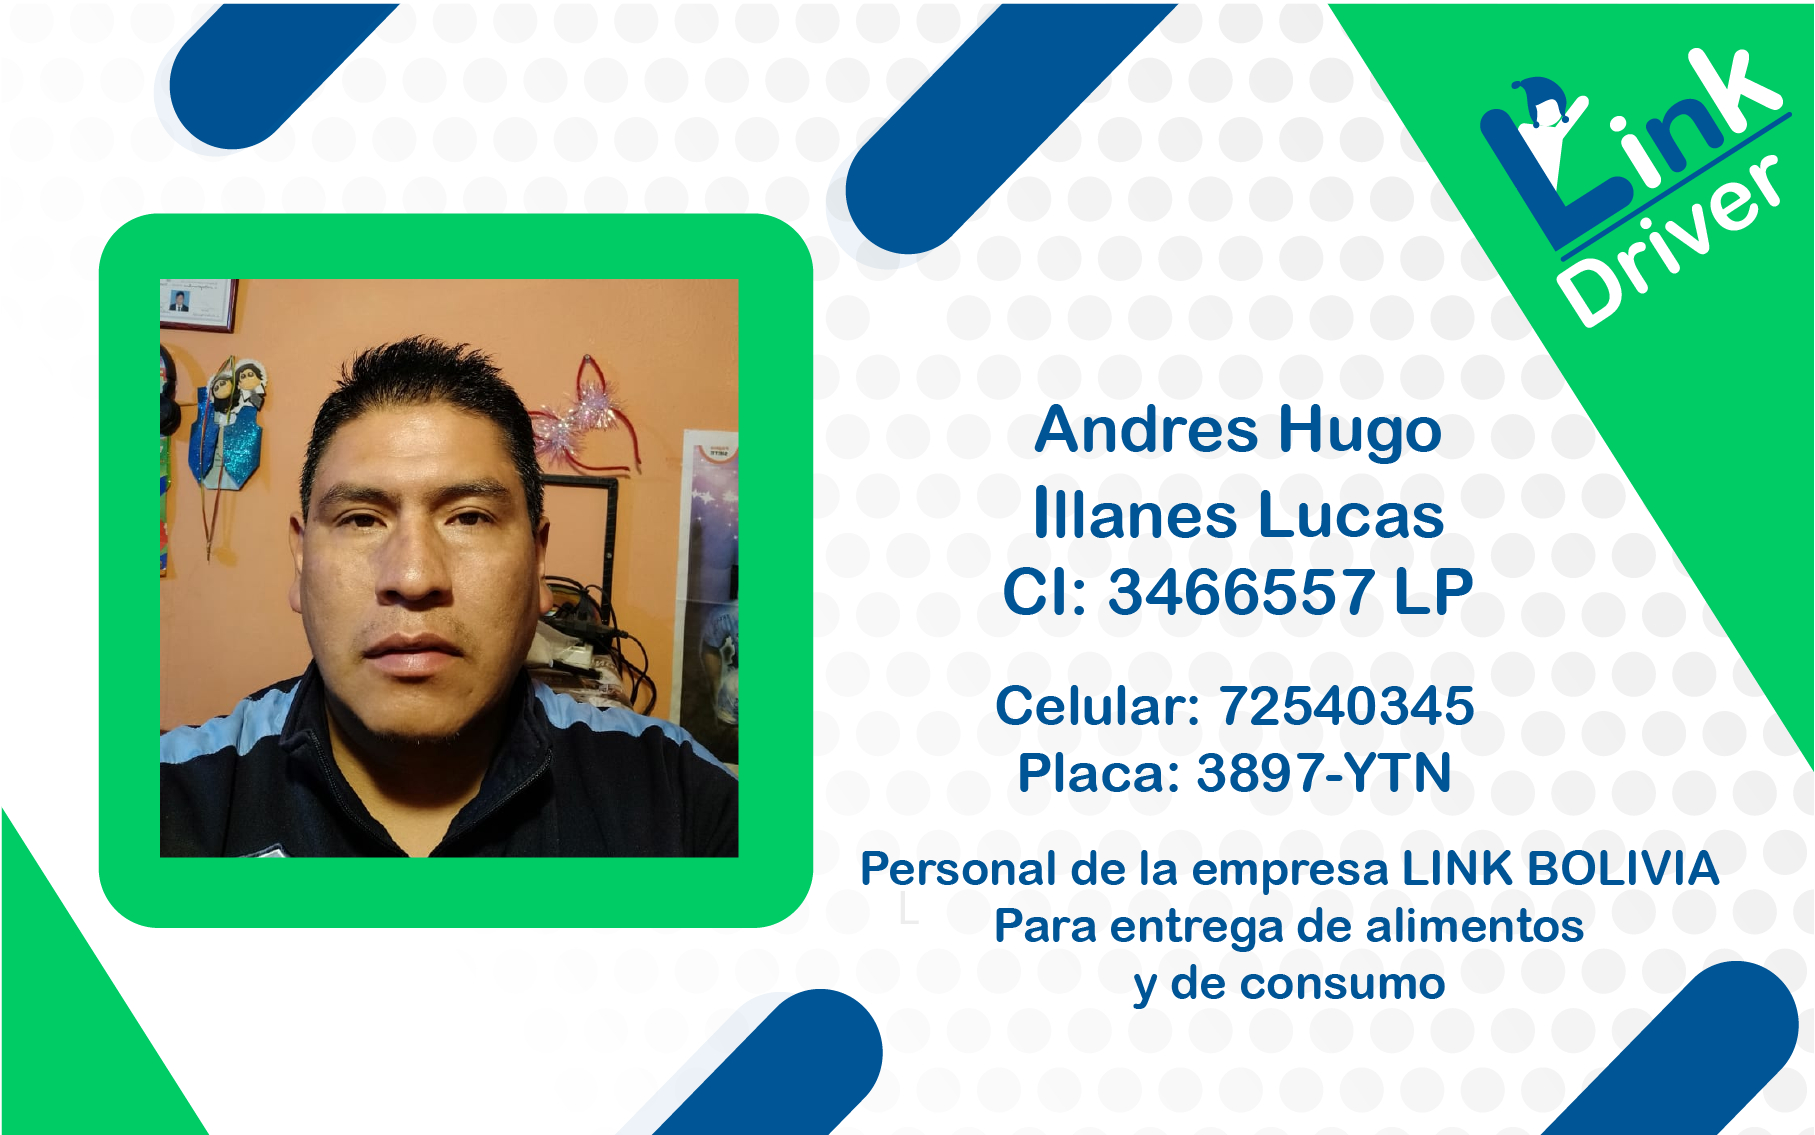 Link
Driver
Andres Hugo
Illanes Lucas
CI: 3466557 LP
Celular: 72540345
Placa: 3897-YTN
Personal de la empresa LINK BOLIVIA
L
Para entrega de alimentos
y de consumo